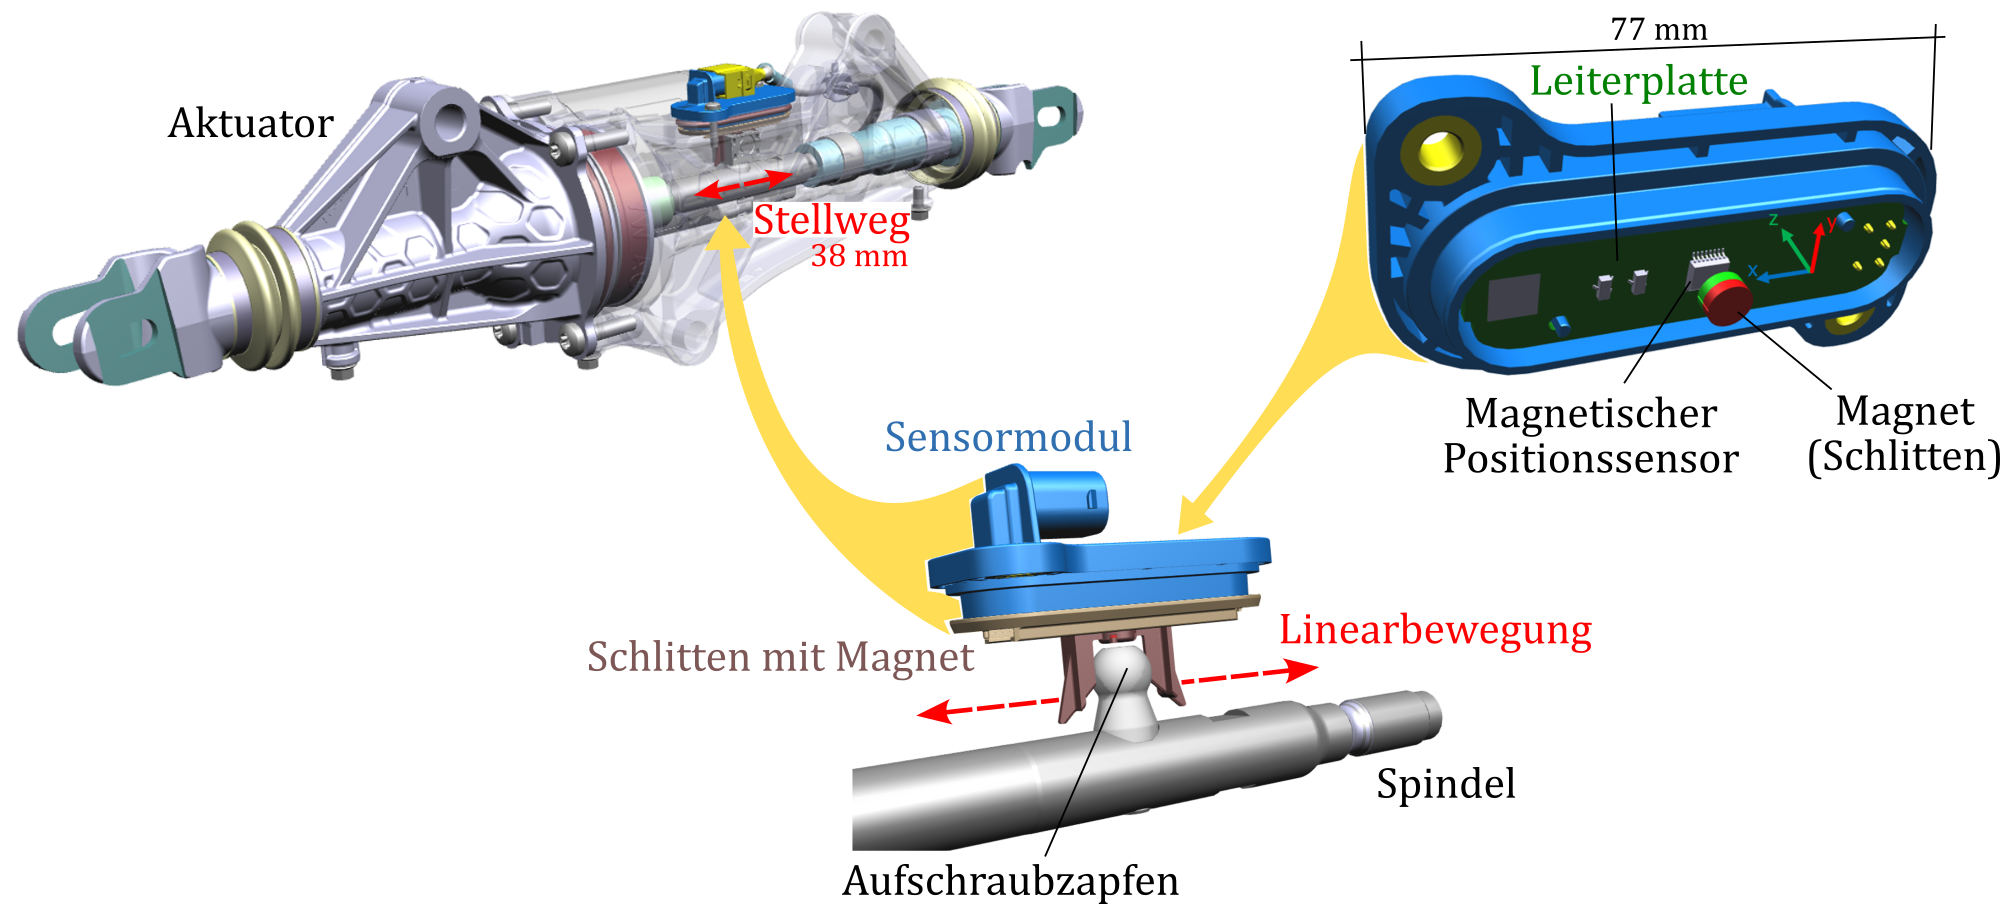 Aktuator
Stellweg
38 mm
77 mm
Leiterplatte
z
y
x
Magnetischer
Positionssensor
Magnet
(Schlitten)
Sensormodul
Schlitten mit Magnet
Linearbewegung
Spindel
Aufschraubzapfen